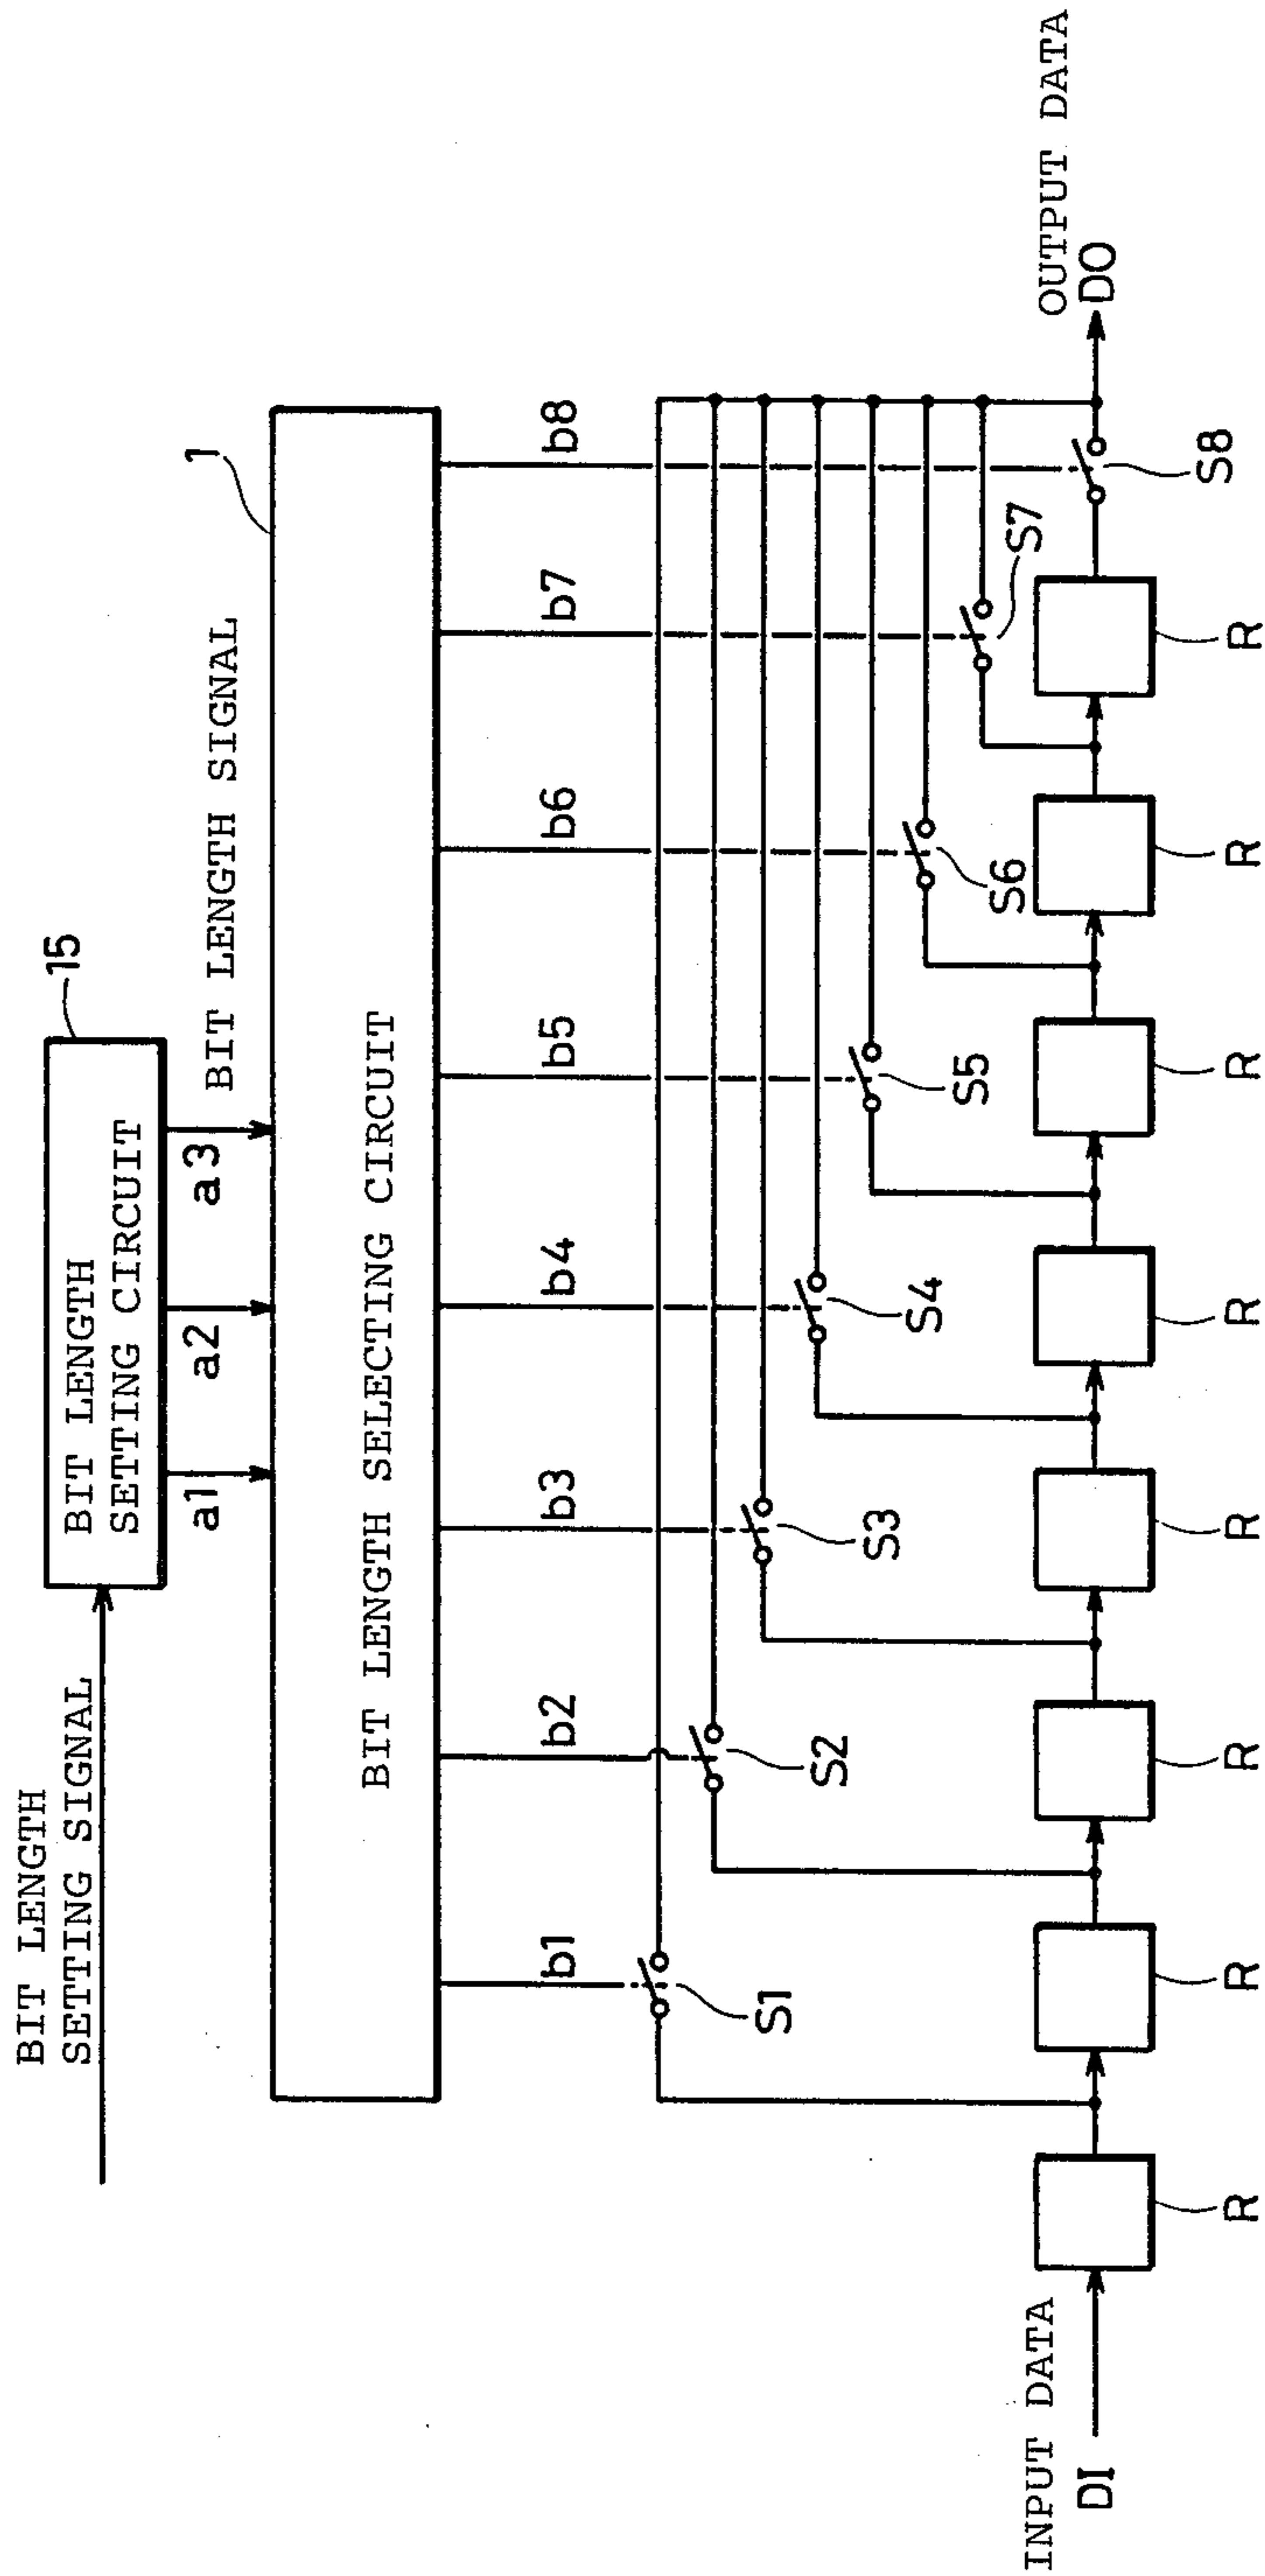 BIT LENGTH
SETTING SIGNAL
BIT LENGTH
SETTING CIRCUIT
15
a1
a2
a3
BIT LENGTH SIGNAL
1
BIT LENGTH SELECTING CIRCUIT
b1
b2
b3
b4
b5
b6
b7
b8
S1
S2
S3
S4
S5
S6
S7
S8
INPUT DATA
DI
OUTPUT DATA
DO
R
R
R
R
R
R
R
R